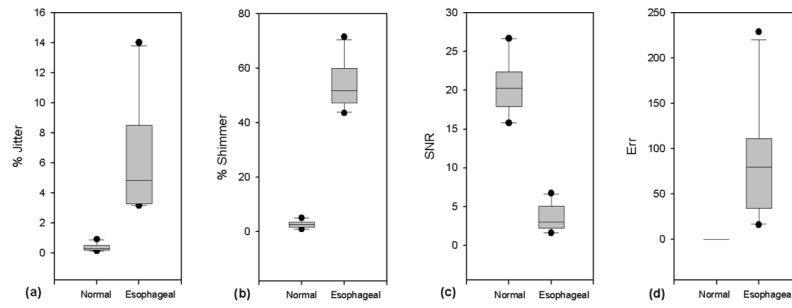 16
14
12
10
8
6
4
2
0
% Jitter
(a)
Normal
Esophageal
80
60
40
20
0
% Shimmer
(b)
Normal
Esophageal
30
25
20
15
10
5
0
SNR
(c)
Normal
Esophageal
250
200
150
100
50
0
Err
(d)
Normal
Esophageal